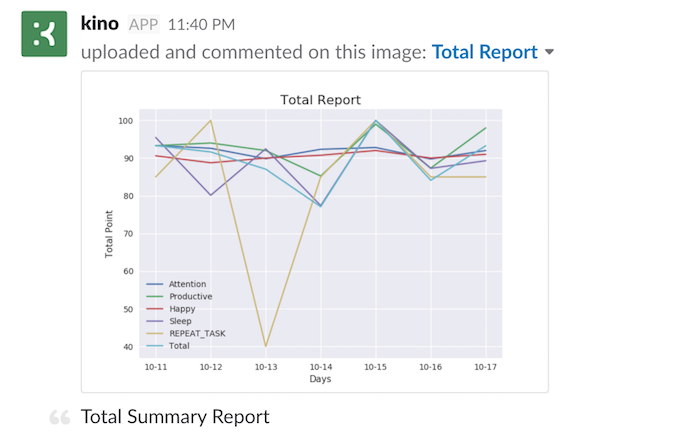 kino APP 11:40 PM
uploaded and commented on this image: Total Report
Total Report
100
90
80
70
60
50
40
Total Point
Attention
Productive
Happy
Sleep
REPEAT_TASK
Total
10-11 10-12 10-13 10-14 10-15 10-16 10-17
Days
Total Summary Report